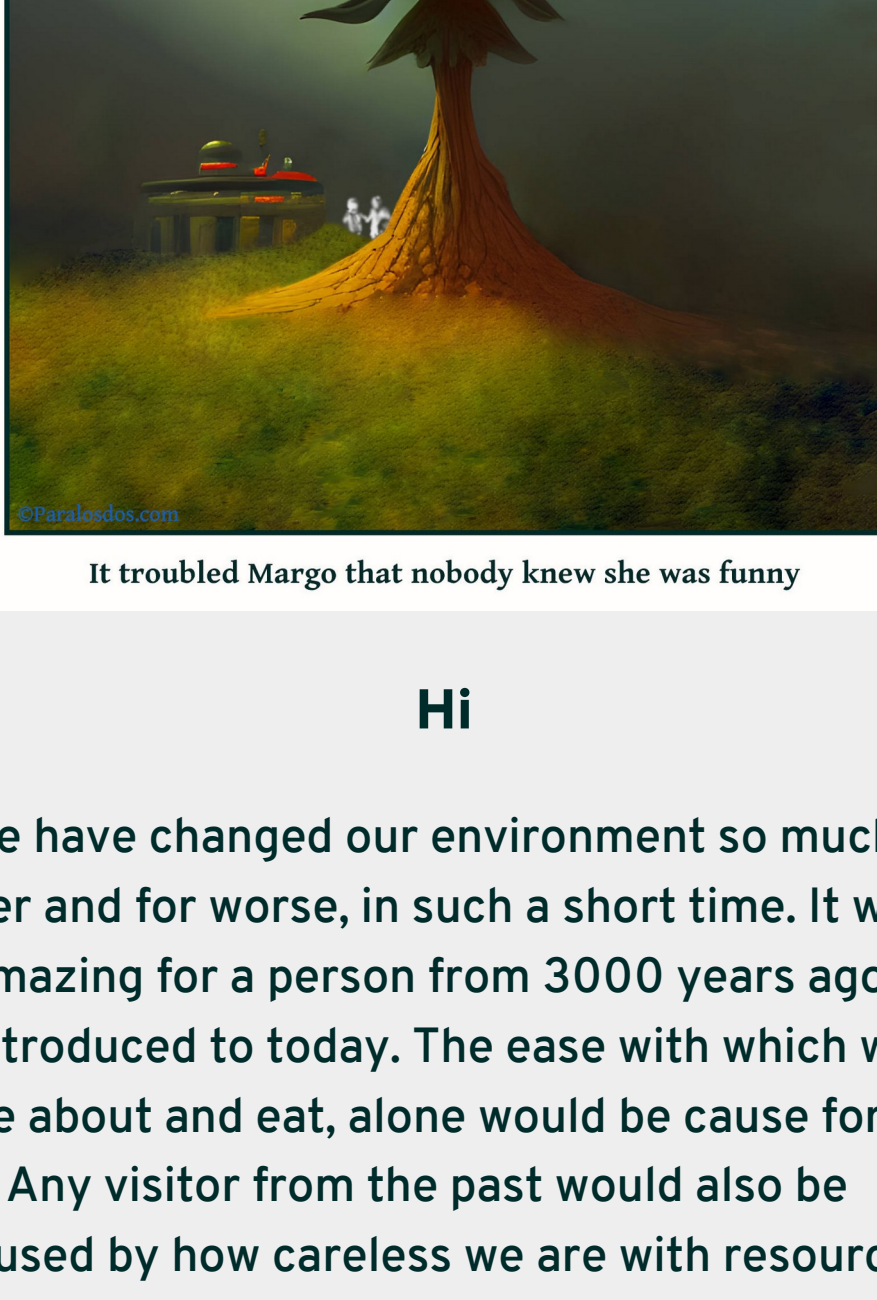 ©Paralosdos.com
It troubled Margo that nobody knew she was funny
Hi
e have changed our environment so muc
er and for worse, in such a short time. It w
mazing for a person from 3000 years ago
troduced to today. The ease with which w
e about and eat, alone would be cause for
Any visitor from the past would also be
used by how careless we are with resourc